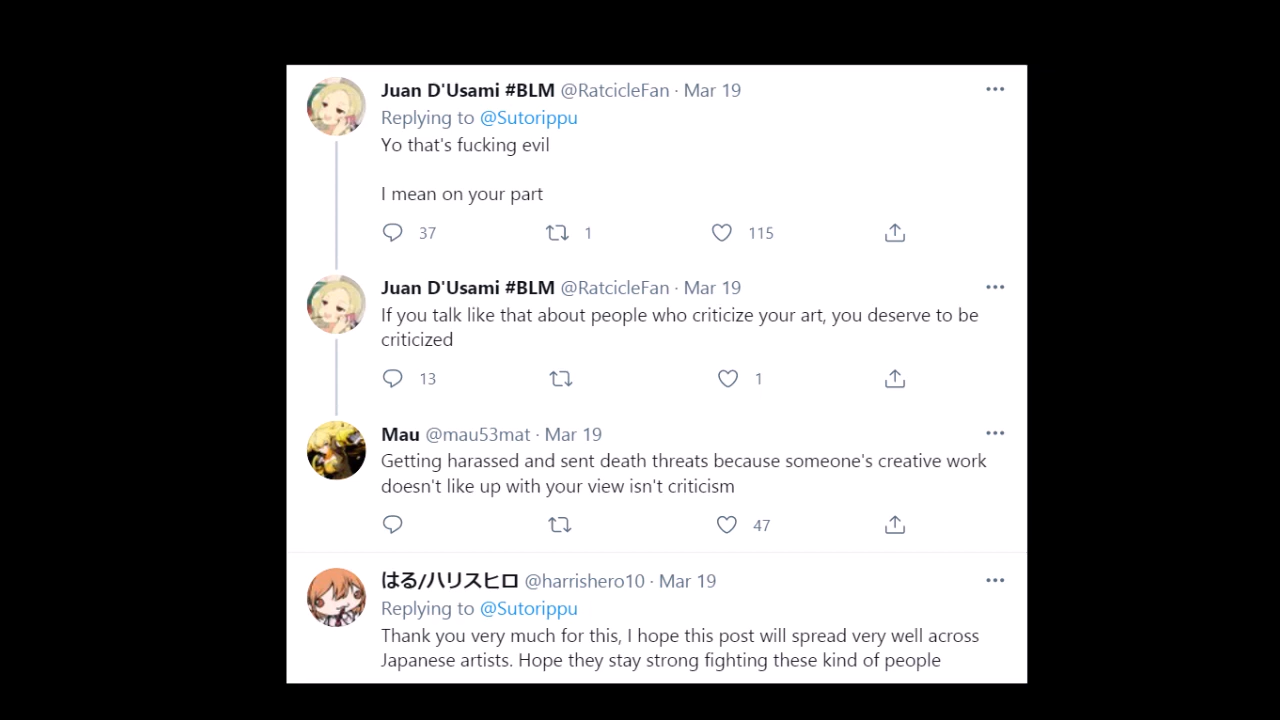 Juan D'Usami #BLM @RatcicleFan · Mar 19
Replying to @Sutorippu
Yo that's fucking evil
I mean on your part
37 1 115
Juan D'Usami #BLM @RatcicleFan · Mar 19
If you talk like that about people who criticize your art, you deserve to be
criticized
13 1
Mau @mau53mat · Mar 19
Getting harassed and sent death threats because someone's creative work
doesn't like up with your view isn't criticism
47
はる/ハリスヒロ @harrishero10 · Mar 19
Replying to @Sutorippu
Thank you very much for this, I hope this post will spread very well across
Japanese artists. Hope they stay strong fighting these kind of people